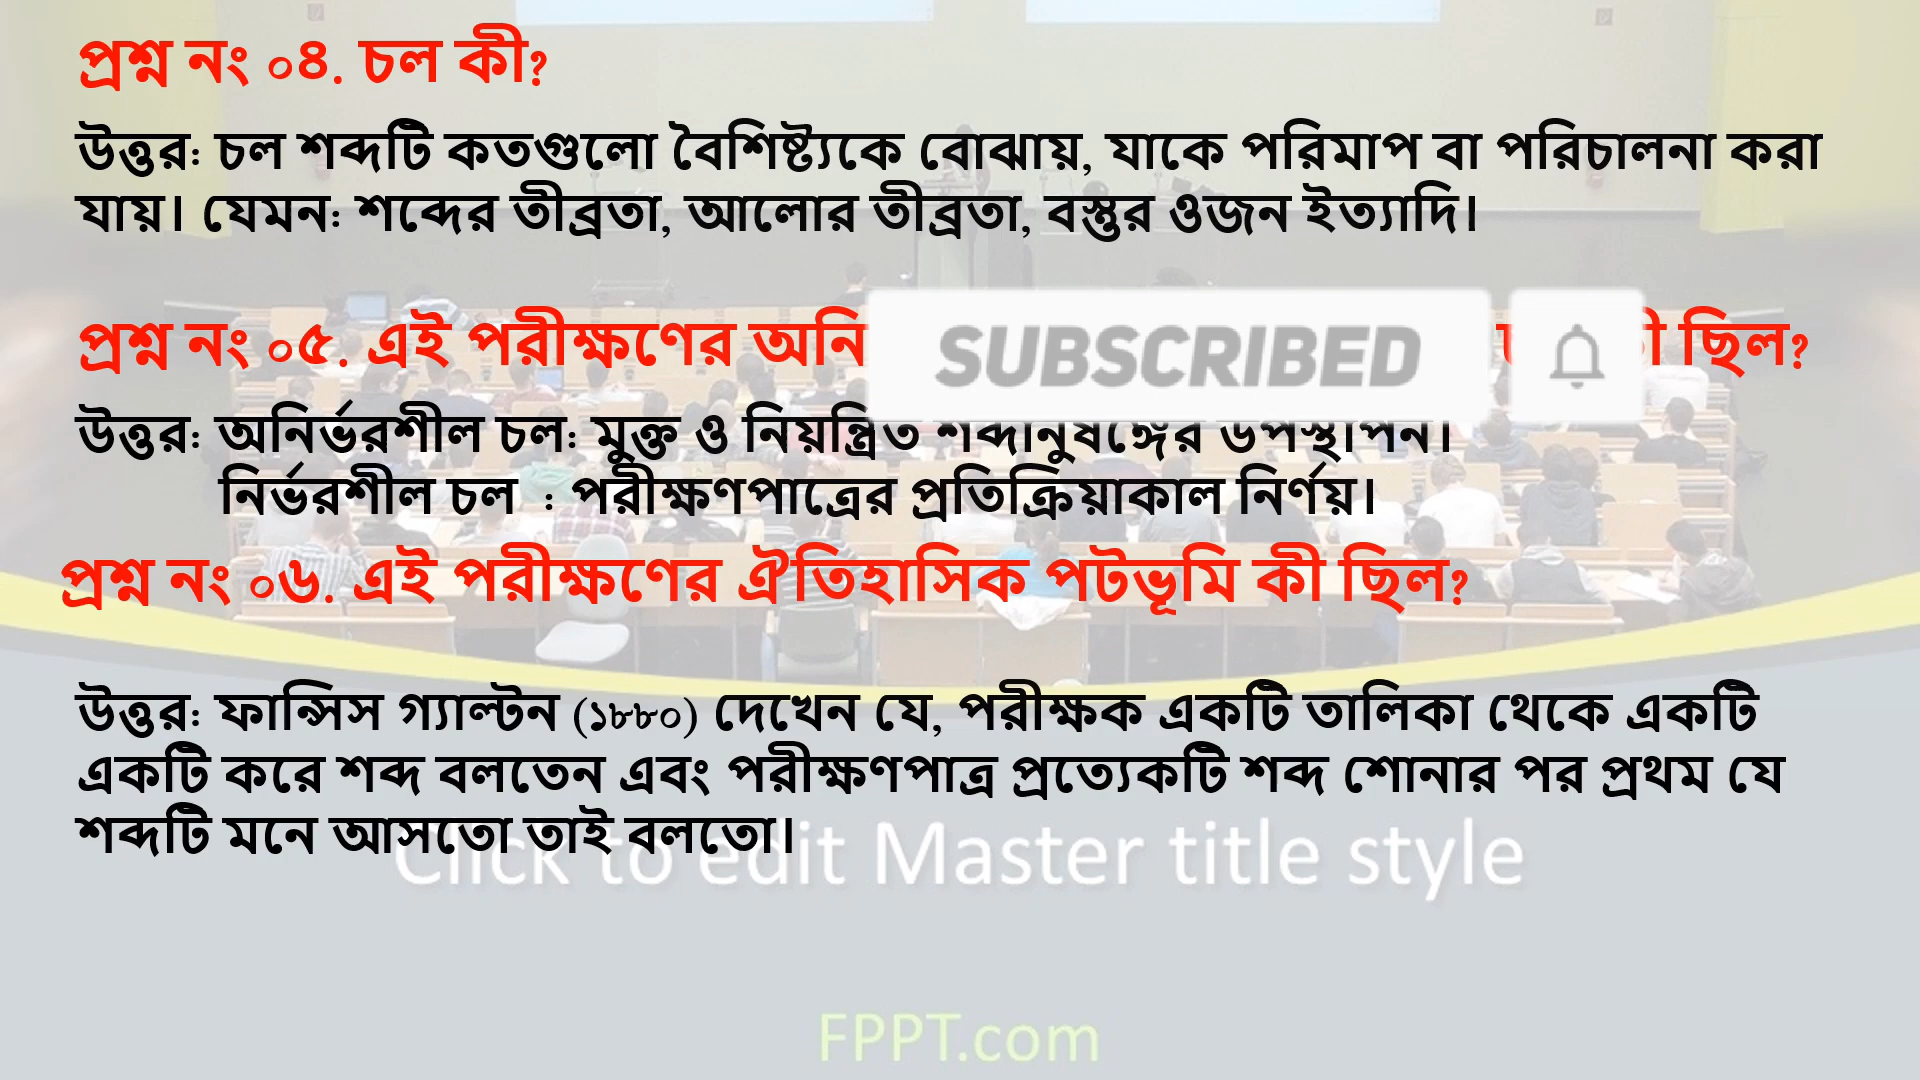 প্রশ্ন নং ০৪. চল কী?
উত্তর: চল শব্দটি কতগুলো বৈশিষ্ট্যকে বোঝায়, যাকে পরিমাপ বা পরিচালনা করা
যায়। যেমন: শব্দের তীব্রতা, আলোর তীব্রতা, বস্তুর ওজন ইত্যাদি।
প্রশ্ন নং ০৫. এই পরীক্ষণের ছিল?
SUBSCRIBED
উত্তর: অনির্ভরশীল চল: মুক্ত ও নিয়ন্ত্রিত শব্দানুষঙ্গের উপস্থাপন।
নির্ভরশীল চল : পরীক্ষণপাত্রের প্রতিক্রিয়াকাল নির্ণয়।
প্রশ্ন নং ০৬. এই পরীক্ষণের ঐতিহাসিক পটভূমি কী ছিল?
উত্তর: ফান্সিস গ্যাল্টন (১৮৮০) দেখেন যে, পরীক্ষক একটি তালিকা থেকে একটি
একটি করে শব্দ বলতেন এবং পরীক্ষণপাত্র প্রত্যেকটি শব্দ শোনার পর প্রথম যে
শব্দটি মনে আসতো তাই বলতো।
Click to edit Master title style
FPPT.com